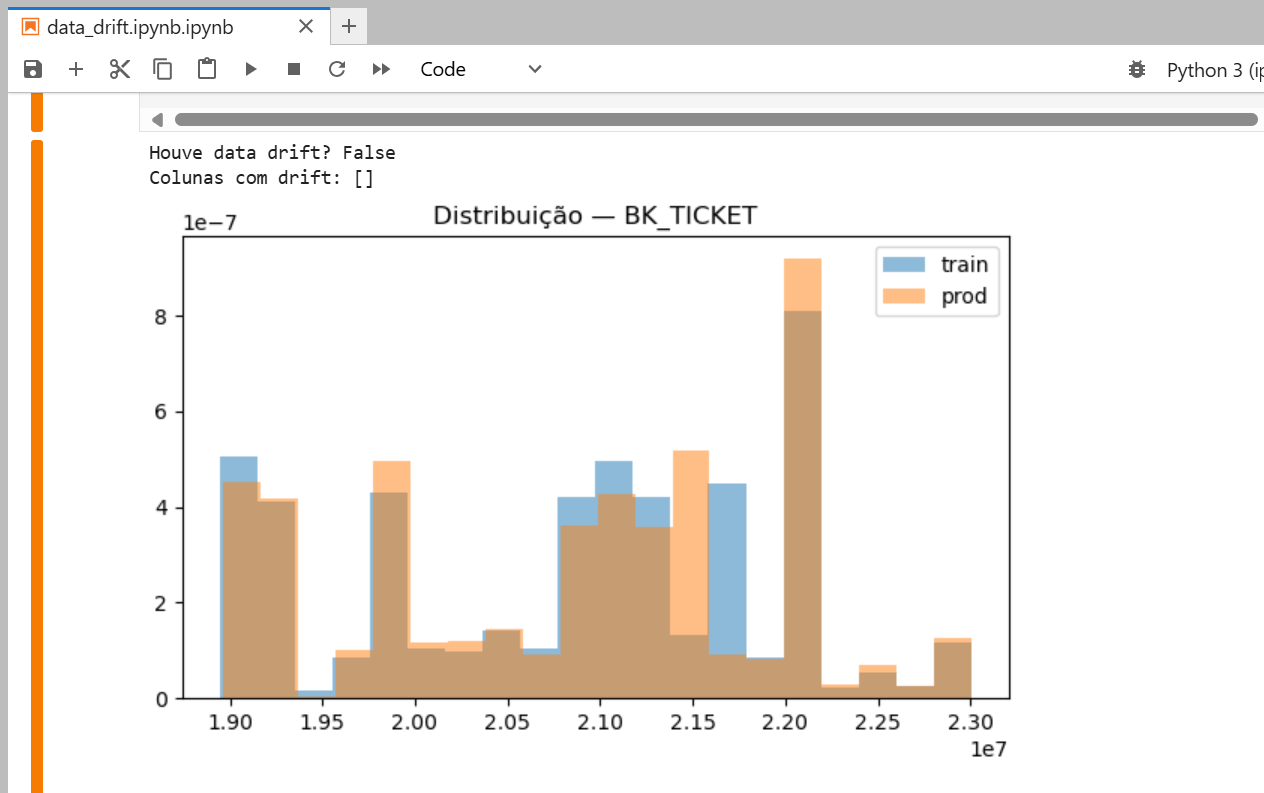 data_drift.ipynb.ipynb
Code
Python 3 (ip
Houve data drift? False
Colunas com drift: []
Distribuição — BK_TICKET
1e−7
train
prod
8
6
4
2
0
1.90 1.95 2.00 2.05 2.10 2.15 2.20 2.25 2.30
1e7